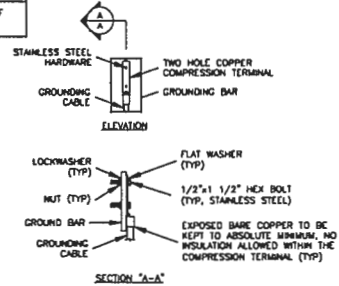 A
A
STAINLESS STEEL
HARDWARE
TWO HOLE COPPER
COMPRESSION TERMINAL
GROUNDING
CABLE
GROUNDING BAR
ELEVATION
LOCKWASHER
(TYP)
FLAT WASHER
(TYP)
NUT (TYP)
1/2"x1 1/2" HEX BOLT
(TYP, STAINLESS STEEL)
GROUND BAR
GROUNDING
CABLE
EXPOSED BARE COPPER TO BE
KEPT TO ABSOLUTE MINIMUM, NO
INSULATION ALLOWED WITHIN THE
COMPRESSION TERMINAL (TYP)
SECTION "A-A"